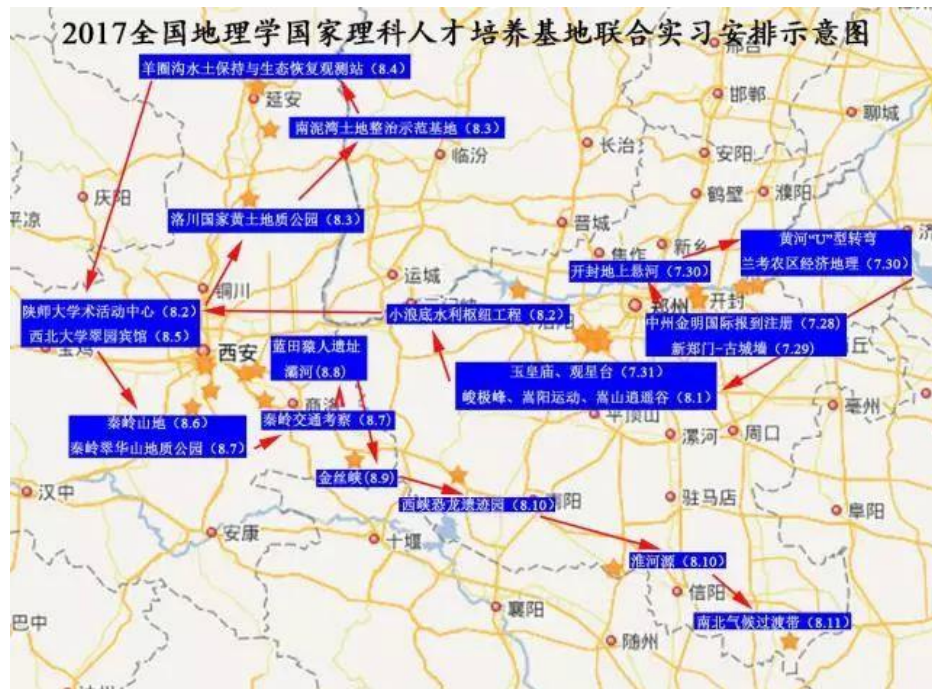 2017全国地理学国家理科人才培养基地联合实习安排示意图
羊圈沟水土保持与生态恢复观测站（8.4）
邯郸
延安
聊城
南泥湾土地整治示范基地（8.3）
临汾
长治
安阳
庆阳
鹤壁
濮阳
平凉
洛川国家黄土地质公园（8.3）
晋城
焦作
新乡
黄河“U”型转弯
兰考农区经济地理（7.30）
开封地上悬河（7.30）
运城
铜川
开封
郑州
陕师大学术活动中心（8.2）
西北大学翠园宾馆（8.5）
小浪底水利枢纽工程（8.2）
中州金明国际报到注册（7.28）
新郑门-古城墙（7.29）
西安
蓝田猿人遗址
灞河(8.8)
玉皇庙、观星台（7.31）
峻极峰、嵩阳运动、嵩山逍遥谷（8.1）
商洛
平顶山
亳州
秦岭山地（8.6）
秦岭翠华山地质公园（8.7）
秦岭交通考察（8.7）
漯河
周口
金丝峡(8.9)
汉中
西峡恐龙遗迹园（8.10）
驻马店
阜阳
安康
十堰
淮河源（8.10）
信阳
襄阳
南北气候过渡带（8.11）
巴中
随州